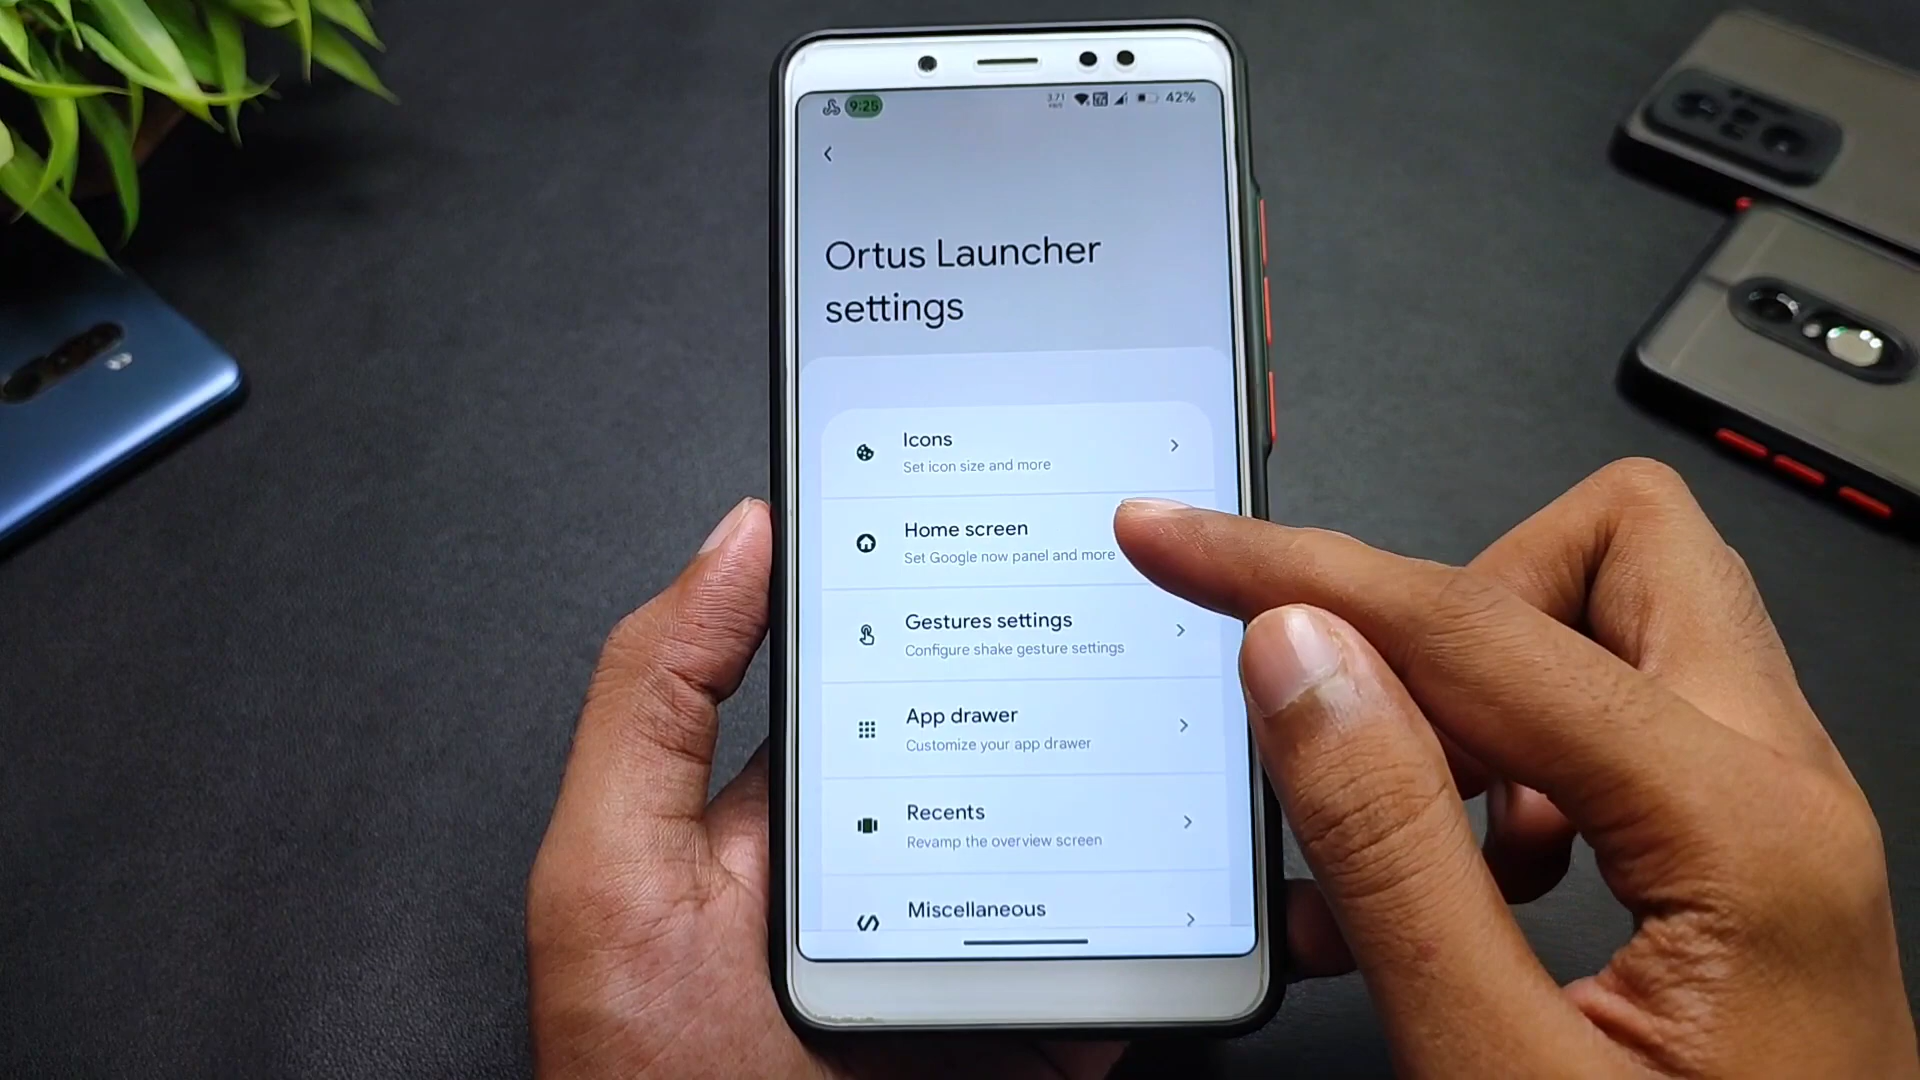 9:25
3.71
42%
Ortus Launcher
settings
Icons
Set icon size and more
Home screen
Set Google now panel and more
Gestures settings
Configure shake gesture settings
App drawer
Customize your app drawer
Recents
Revamp the overview screen
Miscellaneous